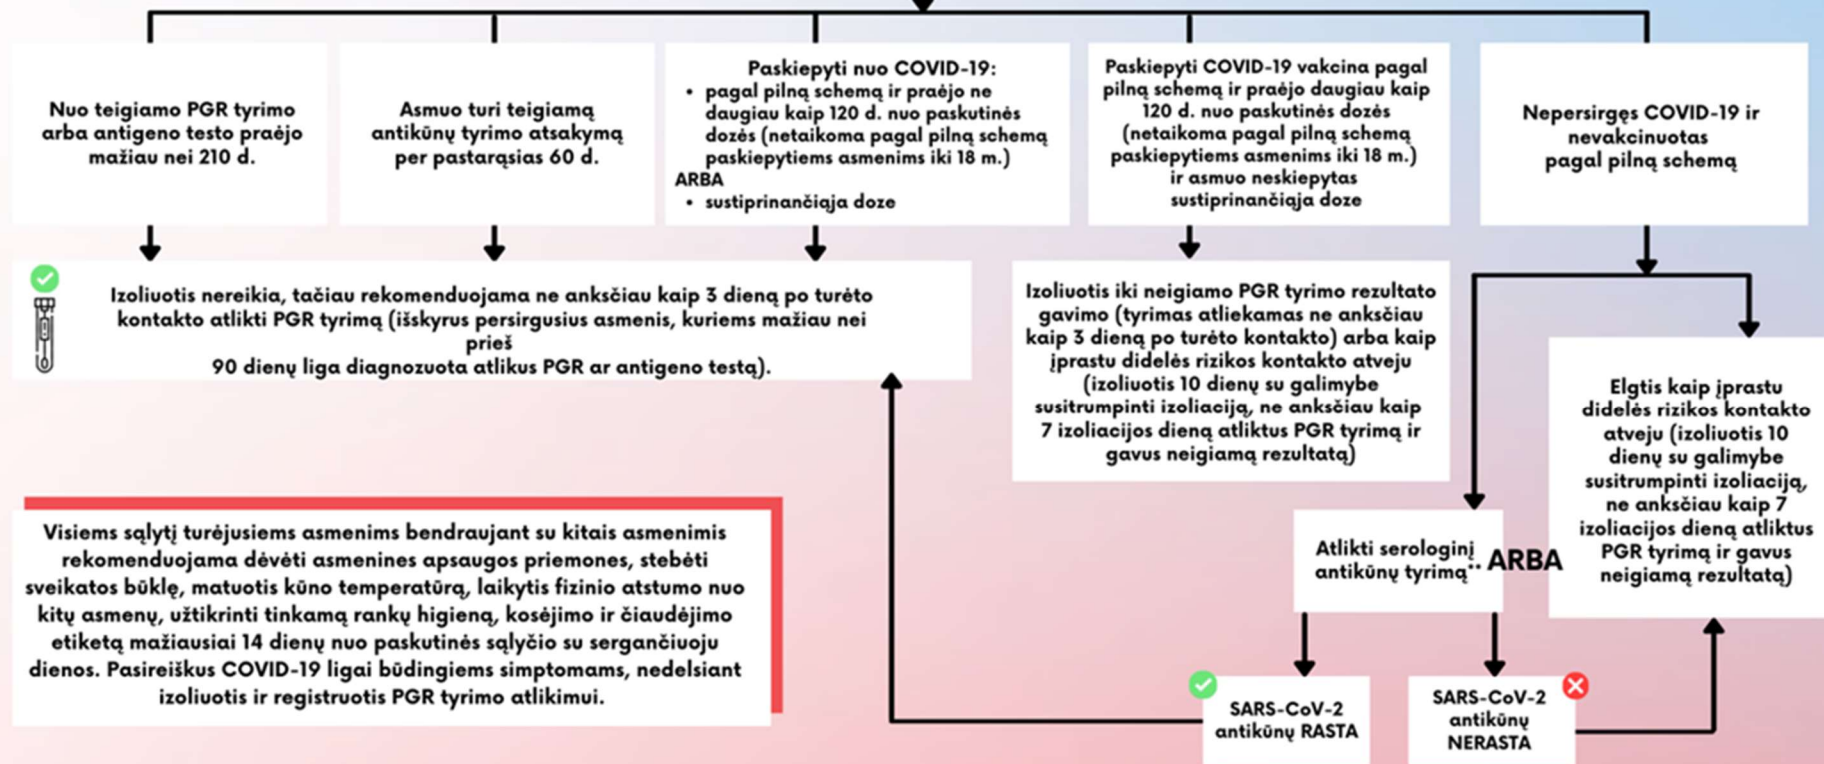 Nuo teigiamo PGR tyrimo
arba antigeno testo praėjo
mažiau nei 210 d.
Asmuo turi teigiamą
antikūnų tyrimo atsakymą
per pastarąsias 60 d.
Paskiepyti nuo COVID-19:
• pagal pilną schemą ir praėjo ne
daugiau kaip 120 d. nuo paskutinės
dozės (netaikoma pagal pilną schemą
paskiepytiems asmenims iki 18 m.)
ARBA
• sustiprinančiąja doze
Paskiepyti COVID-19 vakcina pagal
pilną schemą ir praėjo daugiau kaip
120 d. nuo paskutinės dozės
(netaikoma pagal pilną schemą
paskiepytiems asmenims iki 18 m.)
ir asmuo neskiepytas
sustiprinančiąja doze
Nepersirgęs COVID-19 ir
nevakcinuotas
pagal pilną schemą
Izoliuotis nereikia, tačiau rekomenduojama ne anksčiau kaip 3 dieną po turėto
kontakto atlikti PGR tyrimą (išskyrus persirgusius asmenis, kuriems mažiau nei
prieš
90 dienų liga diagnozuota atlikus PGR ar antigeno testą).
Izoliuotis iki neigiamo PGR tyrimo rezultato
gavimo (tyrimas atliekamas ne anksčiau
kaip 3 dieną po turėto kontakto) arba kaip
įprastu didelės rizikos kontakto atveju
(izoliuotis 10 dienų su galimybe
susitrumpinti izoliaciją, ne anksčiau kaip
7 izoliacijos dieną atliktus PGR tyrimą ir
gavus neigiamą rezultatą)
Elgtis kaip įprastu
didelės rizikos kontakto
atveju (izoliuotis 10
dienų su galimybe
susitrumpinti izoliaciją,
ne anksčiau kaip 7
izoliacijos dieną atliktus
PGR tyrimą ir gavus
neigiamą rezultatą)
Atlikti serologinį
antikūnų tyrimą..
ARBA
Visiems sąlytį turėjusiems asmenims bendraujant su kitais asmenimis
rekomenduojama dėvėti asmenines apsaugos priemones, stebėti
sveikatos būklę, matuotis kūno temperatūrą, laikytis fizinio atstumo nuo
kitų asmenų, užtikrinti tinkamą rankų higieną, kosėjimo ir čiaudėjimo
etiketą mažiausiai 14 dienų nuo paskutinės sąlyčio su sergančiuoju
dienos. Pasireiškus COVID-19 ligai būdingiems simptomams, nedelsiant
izoliuotis ir registruotis PGR tyrimo atlikimui.
SARS-CoV-2
antikūnų RASTA
SARS-CoV-2
antikūnų
NERASTA